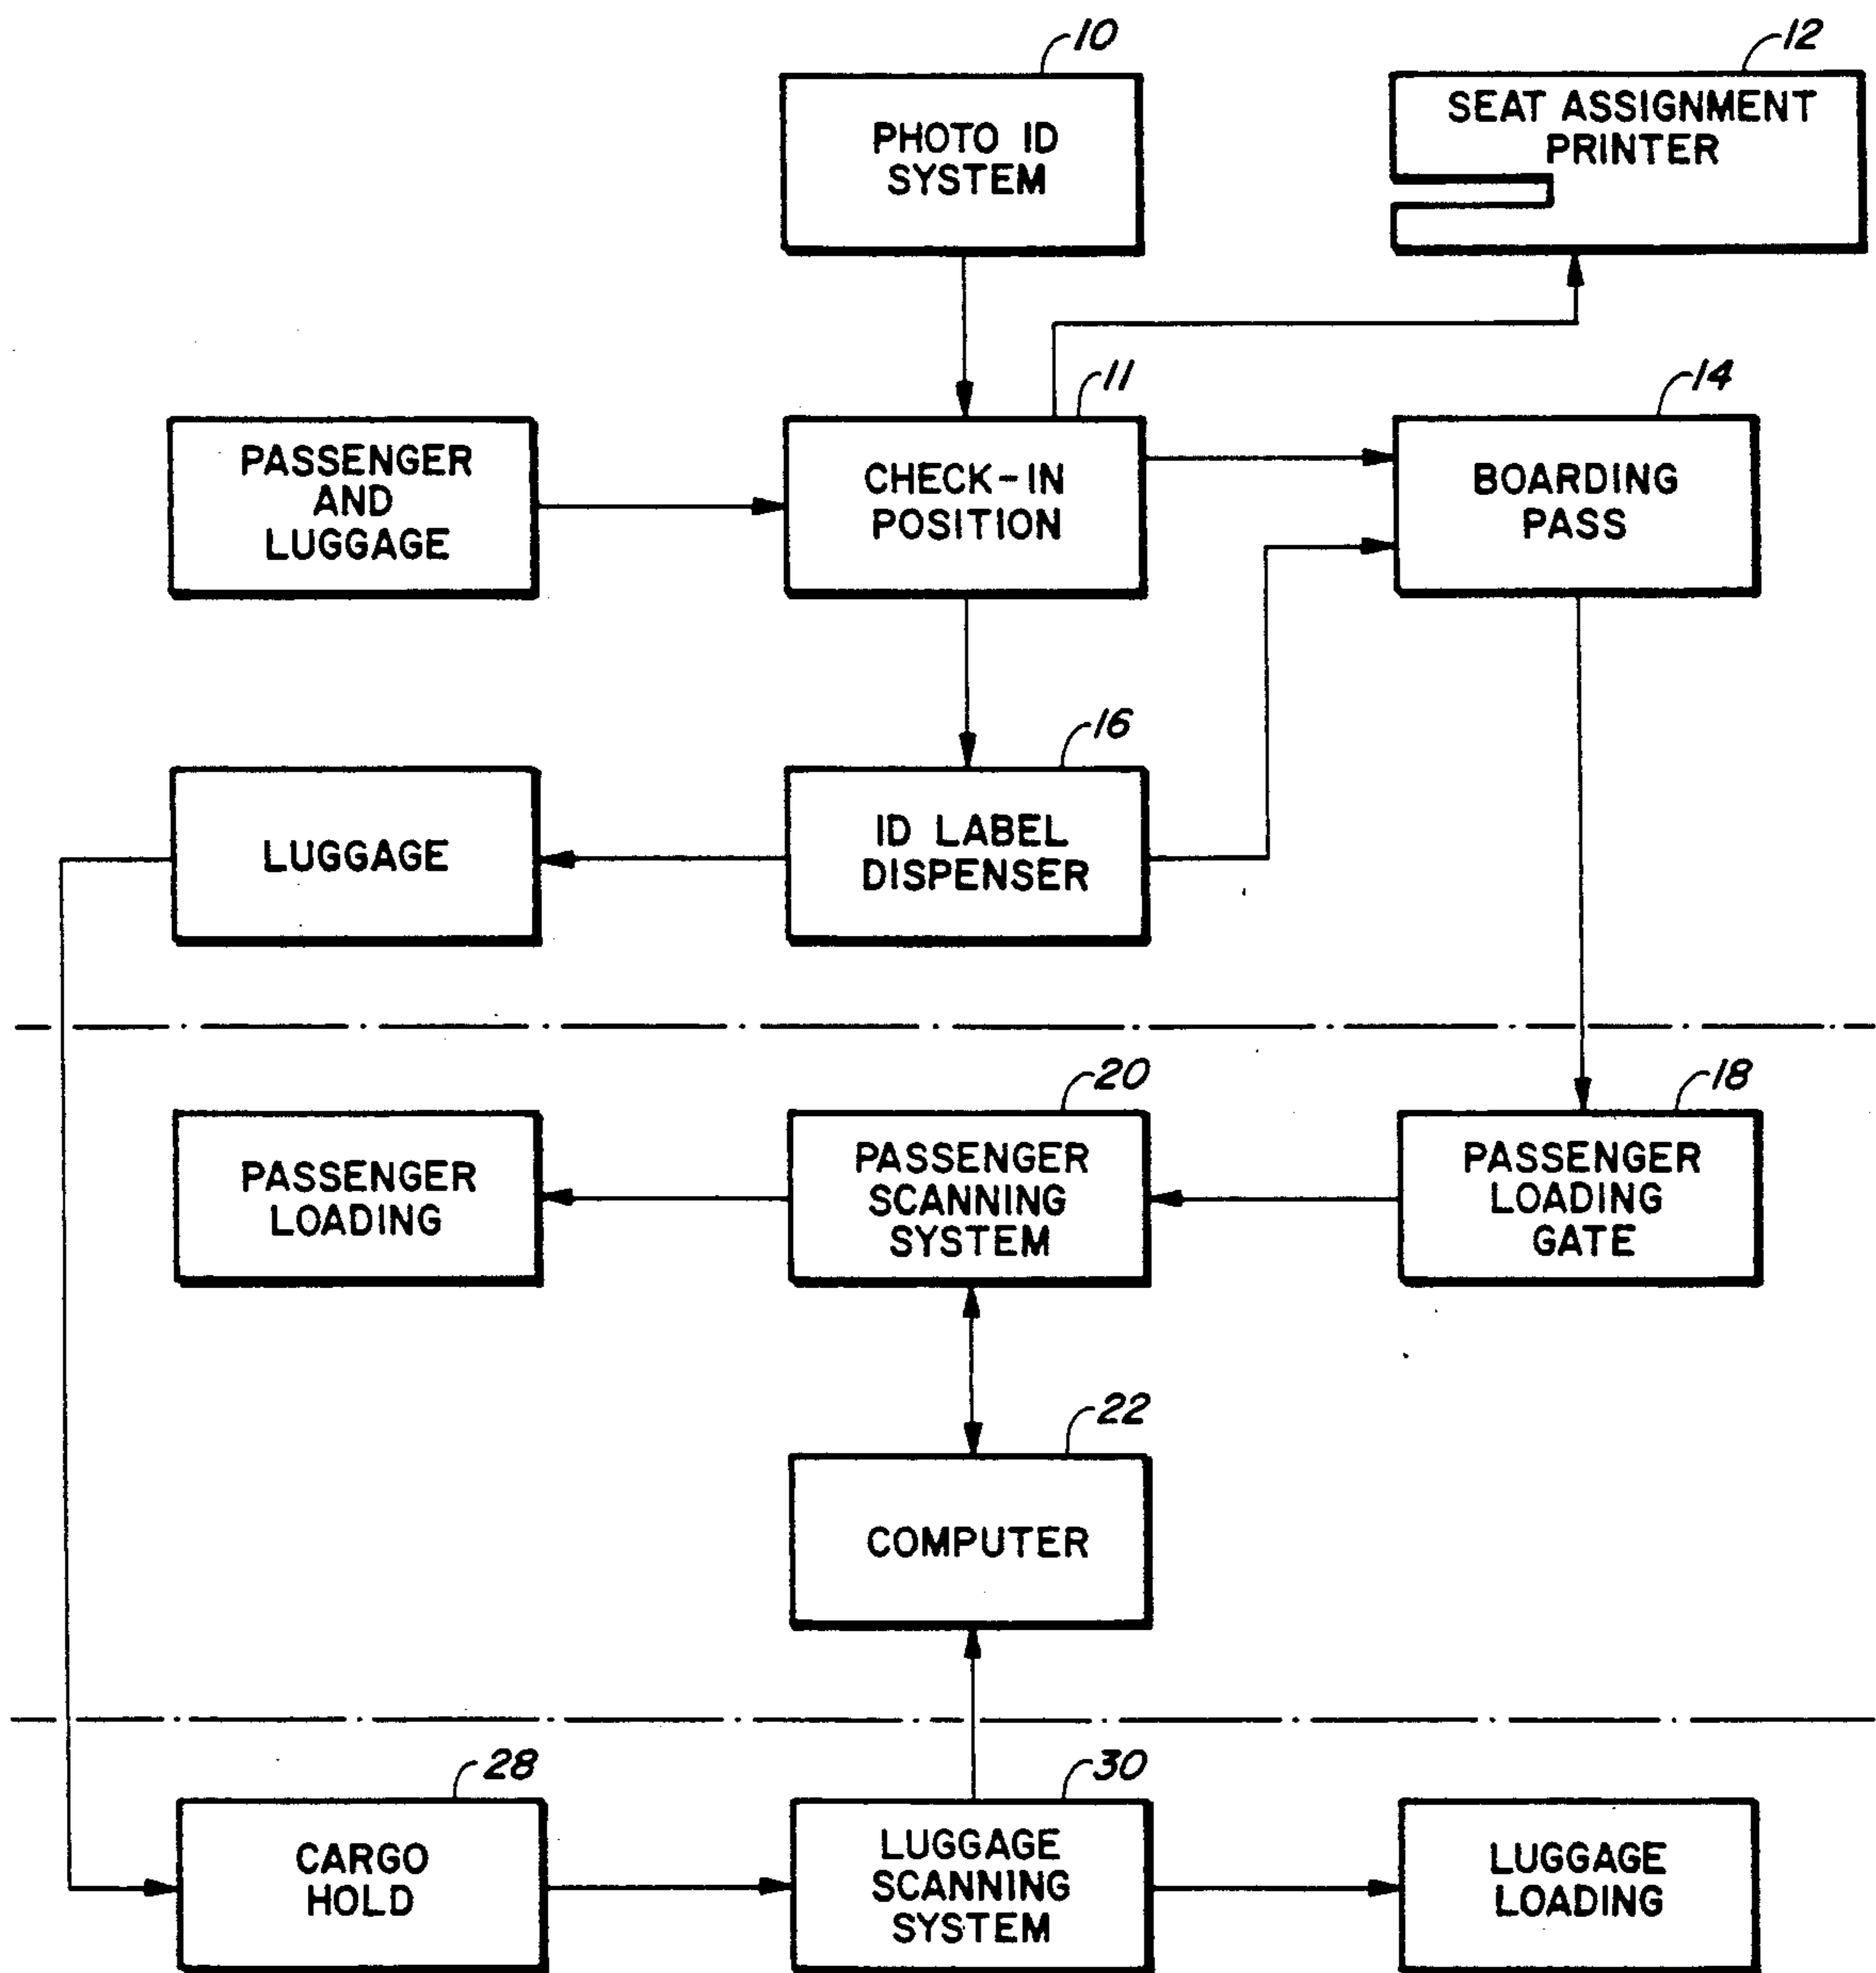 10
12
PHOTO ID
SYSTEM
SEAT ASSIGNMENT
PRINTER
11
14
PASSENGER
AND
LUGGAGE
CHECK-IN
POSITION
BOARDING
PASS
16
LUGGAGE
ID LABEL
DISPENSER
20
18
PASSENGER
LOADING
PASSENGER
SCANNING
SYSTEM
PASSENGER
LOADING
GATE
22
COMPUTER
28
30
CARGO
HOLD
LUGGAGE
SCANNING
SYSTEM
LUGGAGE
LOADING